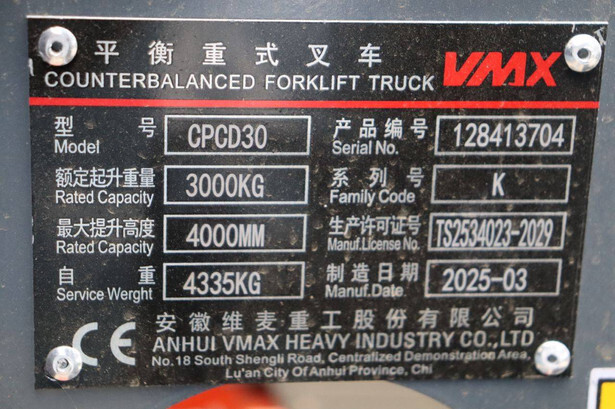 平衡重式叉车 VMX
COUNTERBALANCED FORKLIFT TRUCK
型号 CPCD30 产品编号 128413704
Model Serial No.
额定起升重量 3000KG 系列号 K
Rated Capacity Family Code
最大提升高度 4000MM 生产许可证号 TS2534023-2029
Rated Capacity Manuf.License No.
自重 4335KG 制造日期 2025-03
Service Werght Manuf.Date.
CE 安徽维麦重工股份有限公司
ANHUI VMAX HEAVY INDUSTRY CO.,LTD
No.18 South Shengli Road, Centralized Demonstration Area,
Lu'an City Of Anhui Province, Chi